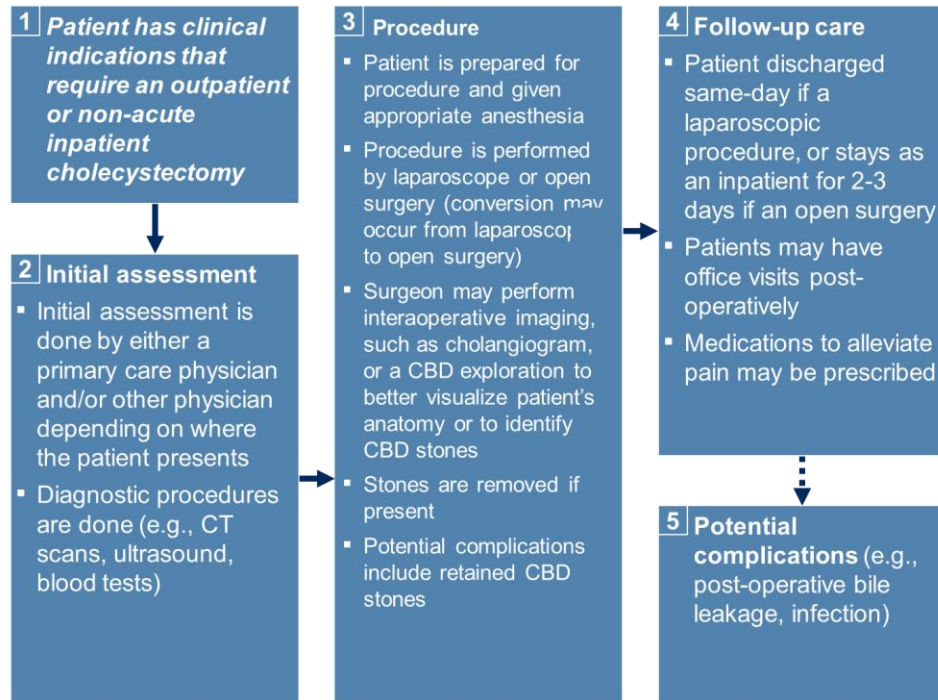 1 Patient has clinical
indications that
require an outpatient
or non-acute
inpatient
cholecystectomy
2 Initial assessment
▪ Initial assessment is
done by either a
primary care physician
and/or other physician
depending on where
the patient presents
▪ Diagnostic procedures
are done (e.g., CT
scans, ultrasound,
blood tests)
3 Procedure
▪ Patient is prepared for
procedure and given
appropriate anesthesia
▪ Procedure is performed
by laparoscope or open
surgery (conversion may
occur from laparoscop
to open surgery)
▪ Surgeon may perform
interaoperative imaging,
such as cholangiogram,
or a CBD exploration to
better visualize patient's
anatomy or to identify
CBD stones
▪ Stones are removed if
present
▪ Potential complications
include retained CBD
stones
4 Follow-up care
▪ Patient discharged
same-day if a
laparoscopic
procedure, or stays as
an inpatient for 2-3
days if an open surgery
▪ Patients may have
office visits post-
operatively
▪ Medications to alleviate
pain may be prescribed
5 Potential
complications (e.g.,
post-operative bile
leakage, infection)